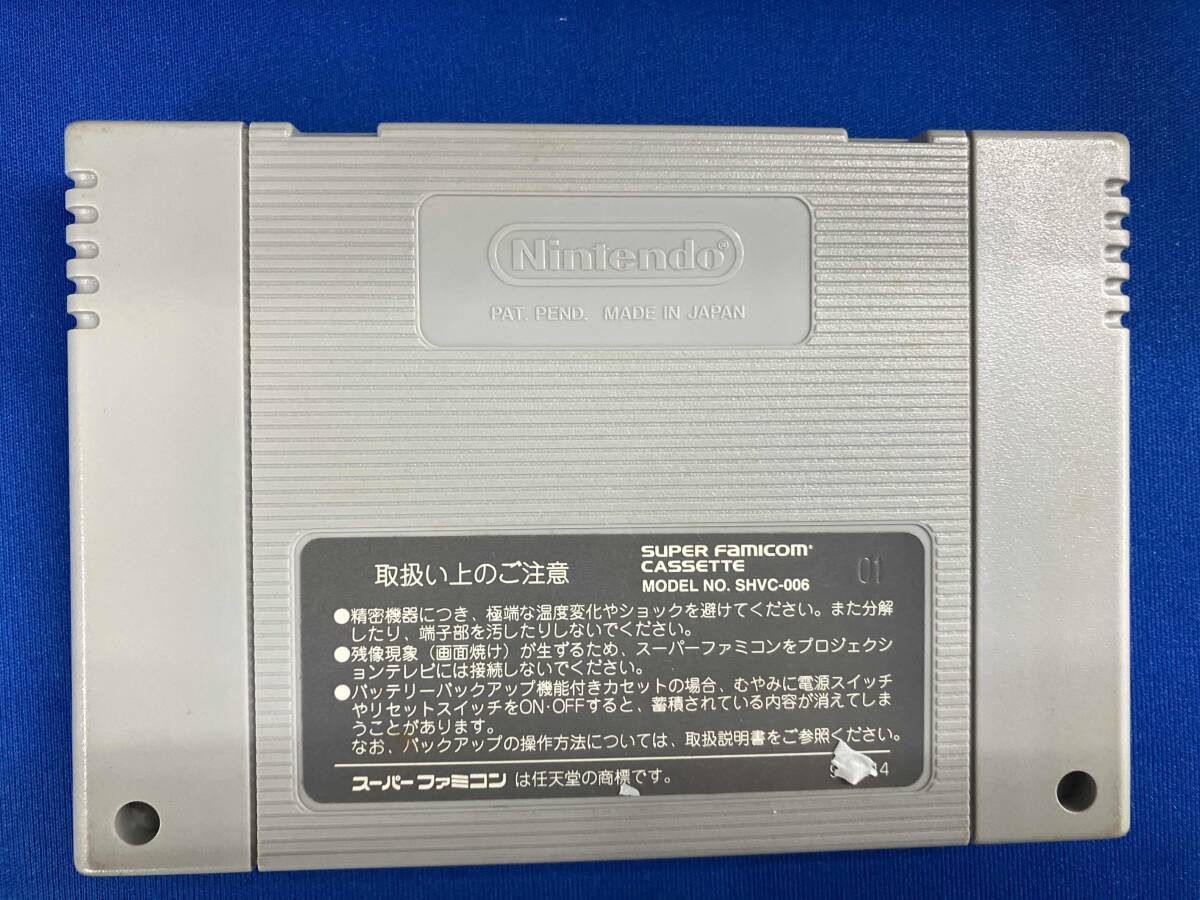 Nintendo®
PAT. PEND. MADE IN JAPAN
取扱い上のご注意
SUPER FAMICOM®
CASSETTE
MODEL NO. SHVC-006
01
●精密機器につき、極端な温度変化やショックを避けてください。また分解
したり、端子部を汚したりしないでください。
●残像現象（画面焼け）が生ずるため、スーパーファミコンをプロジェクシ
ョンテレビには接続しないでください。
●バッテリーバックアップ機能付きカセットの場合、むやみに電源スイッチ
やリセットスイッチをON·OFFすると、蓄積されている内容が消えてしま
うことがあります。
なお、バックアップの操作方法については、取扱説明書をご参照ください。
スーパーファミコンは任天堂の商標です。